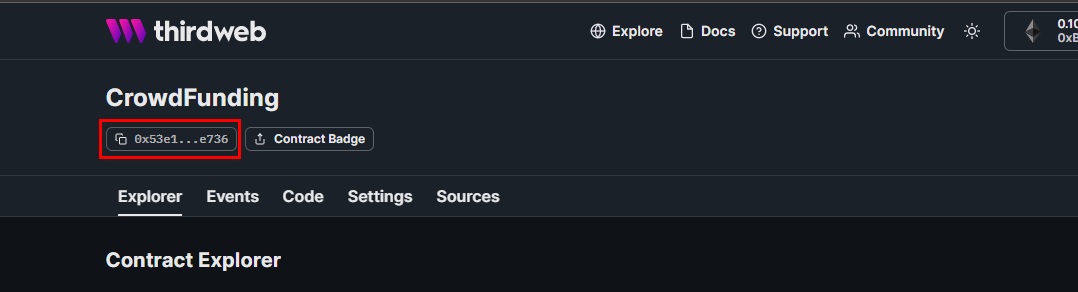 thirdweb Explore Docs Support Community 0.10
0xB
CrowdFunding
0x53e1...e736 Contract Badge
Explorer Events Code Settings Sources
Contract Explorer